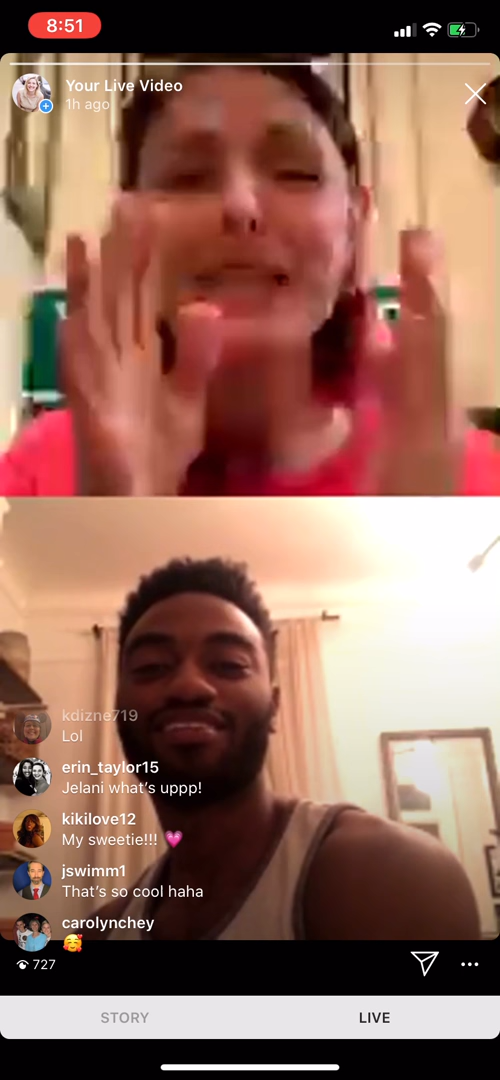 8:51
Your Live Video
1h ago
kdizne719
Lol
erin_taylor15
Jelani what’s uppp!
kikilove12
My sweetie!!! 💗
jswimm1
That’s so cool haha
carolynchey
🥰
727
STORY
LIVE